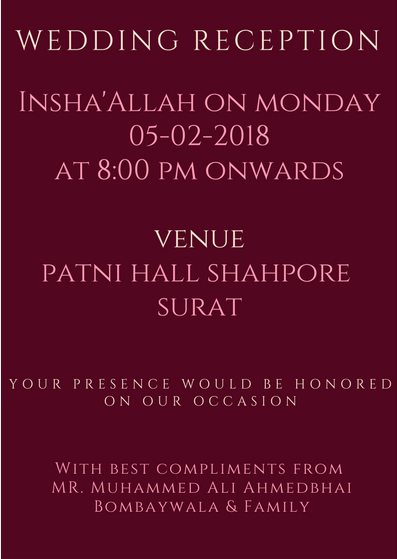 WEDDING RECEPTION
INSHA'ALLAH ON MONDAY
05-02-2018
AT 8:00 PM ONWARDS
VENUE
PATNI HALL SHAHPORE
SURAT
YOUR PRESENCE WOULD BE HONORED
ON OUR OCCASION
WITH BEST COMPLIMENTS FROM
MR. MUHAMMED ALI AHMEDBHAI
BOMBAYWALA & FAMILY